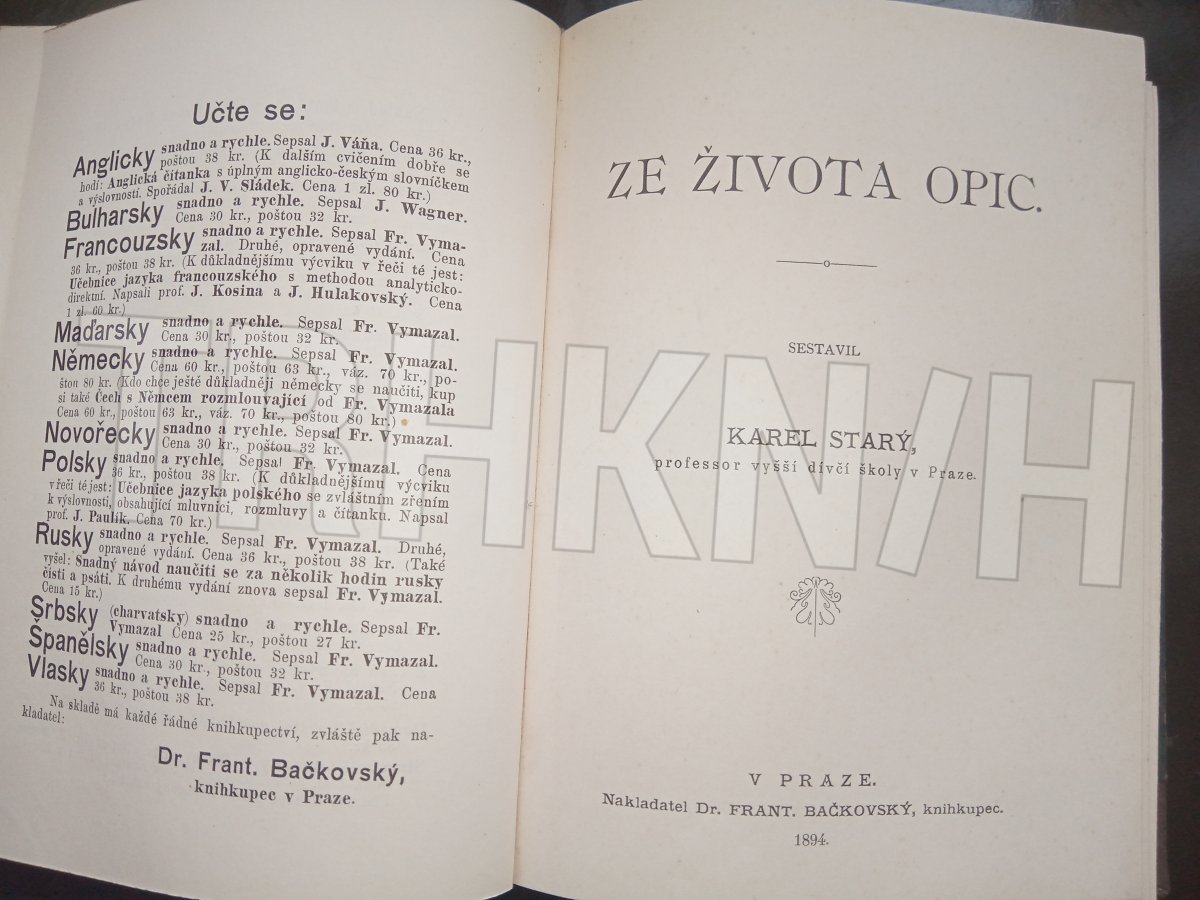 Učte se:
Anglicky snadno a rychle. Sepsal J. Váňa. Cena 36 kr.,
poštou 38 kr. (K dalším cvičením dobře se
hodí: Anglická čítanka s úplným anglicko-českým slovníčkem
a výslovností. Spořádal J. V. Sládek. Cena 1 zl. 80 kr.)
Bulharsky snadno a rychle. Sepsal J. Wagner.
Cena 30 kr., poštou 32 kr.
Francouzsky snadno a rychle. Sepsal Fr. Vyma-
zal. Druhé, opravené vydání. Cena
36 kr., poštou 38 kr. (K důkladnějšímu výcviku v řeči té jest:
Učebnice jazyka francouzského s methodou analyticko-
direktní. Napsali prof. J. Kosina a J. Hulakovský. Cena
1 zl. 60 kr.)
Maďarsky snadno a rychle. Sepsal Fr. Vymazal.
Cena 30 kr., poštou 32 kr.
Německy snadno a rychle. Sepsal Fr. Vymazal.
Cena 60 kr., poštou 63 kr., váz. 70 kr., po-
štou 80 kr. (Kdo chce ještě důkladněji německy se naučiti, kup
si také Čech s Němcem rozmlouvající od Fr. Vymazala
Cena 60 kr., poštou 63 kr., váz. 70 kr., poštou 80 kr.)
Novořecky snadno a rychle. Sepsal Fr. Vymazal.
Cena 30 kr., poštou 32 kr.
Polsky snadno a rychle. Sepsal Fr. Vymazal. Cena
36 kr., poštou 38 kr. (K důkladnějšímu výcviku
v řeči té jest: Učebnice jazyka polského se zvláštním zřením
k výslovnosti, obsahující mluvnici, rozmluvy a čítanku. Napsal
prof. J. Paulík. Cena 70 kr.)
Rusky snadno a rychle. Sepsal Fr. Vymazal. Druhé,
opravené vydání. Cena 36 kr., poštou 38 kr. (Také
vyšel: Snadný návod naučiti se za několik hodin rusky
čísti a psáti. K druhému vydání znova sepsal Fr. Vymazal.
Cena 15 kr.)
Srbsky (charvatsky) snadno a rychle. Sepsal Fr.
Vymazal Cena 25 kr., poštou 27 kr.
Španělsky snadno a rychle. Sepsal Fr. Vymazal.
Cena 30 kr., poštou 32 kr.
Vlasky snadno a rychle. Sepsal Fr. Vymazal. Cena
36 kr., poštou 38 kr.
Na skladě má každé řádné knihkupectví, zvláště pak na-
kladatel:
Dr. Frant. Bačkovský,
knihkupec v Praze.
ZE ŽIVOTA OPIC.
SESTAVIL
KAREL STARÝ,
professor vyšší dívčí školy v Praze.
V PRAZE.
Nakladatel Dr. FRANT. BAČKOVSKÝ, knihkupec.
1894.
TRHKN/H